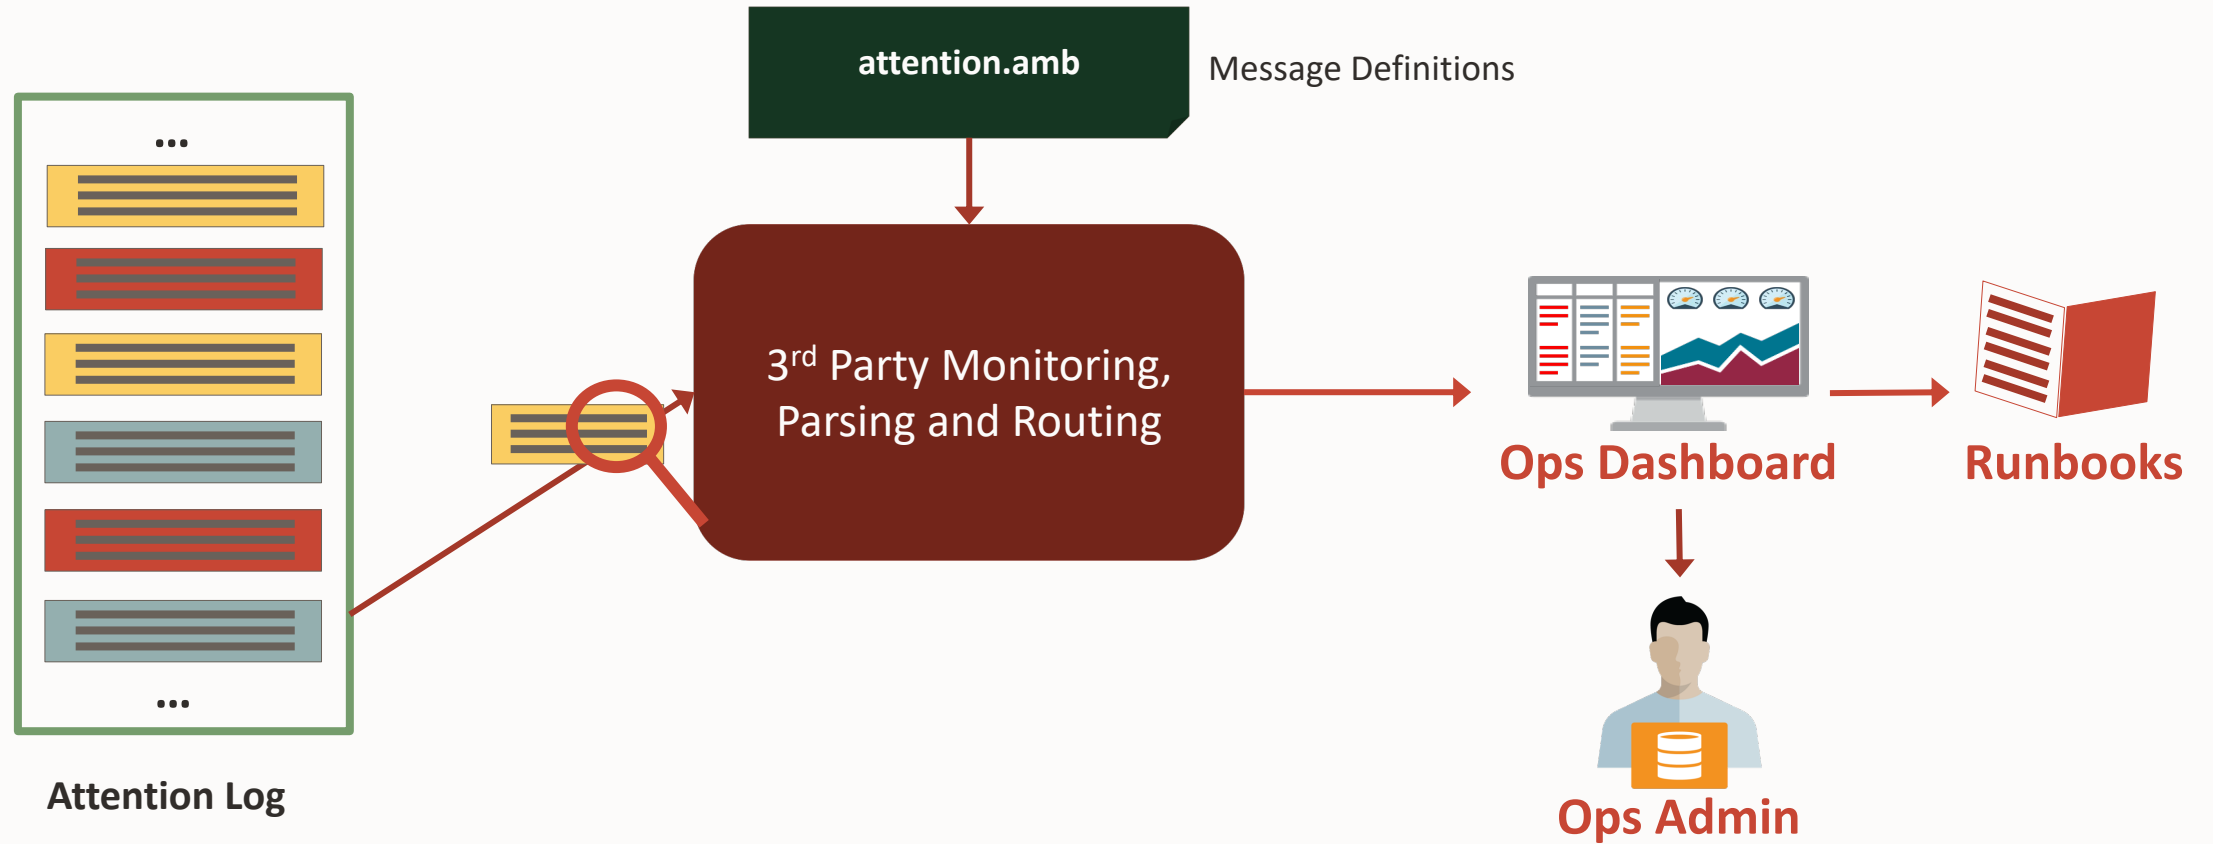 attention.amb
Message Definitions
...
3rd Party Monitoring,
Parsing and Routing
Ops Dashboard
Runbooks
...
Attention Log
Ops Admin